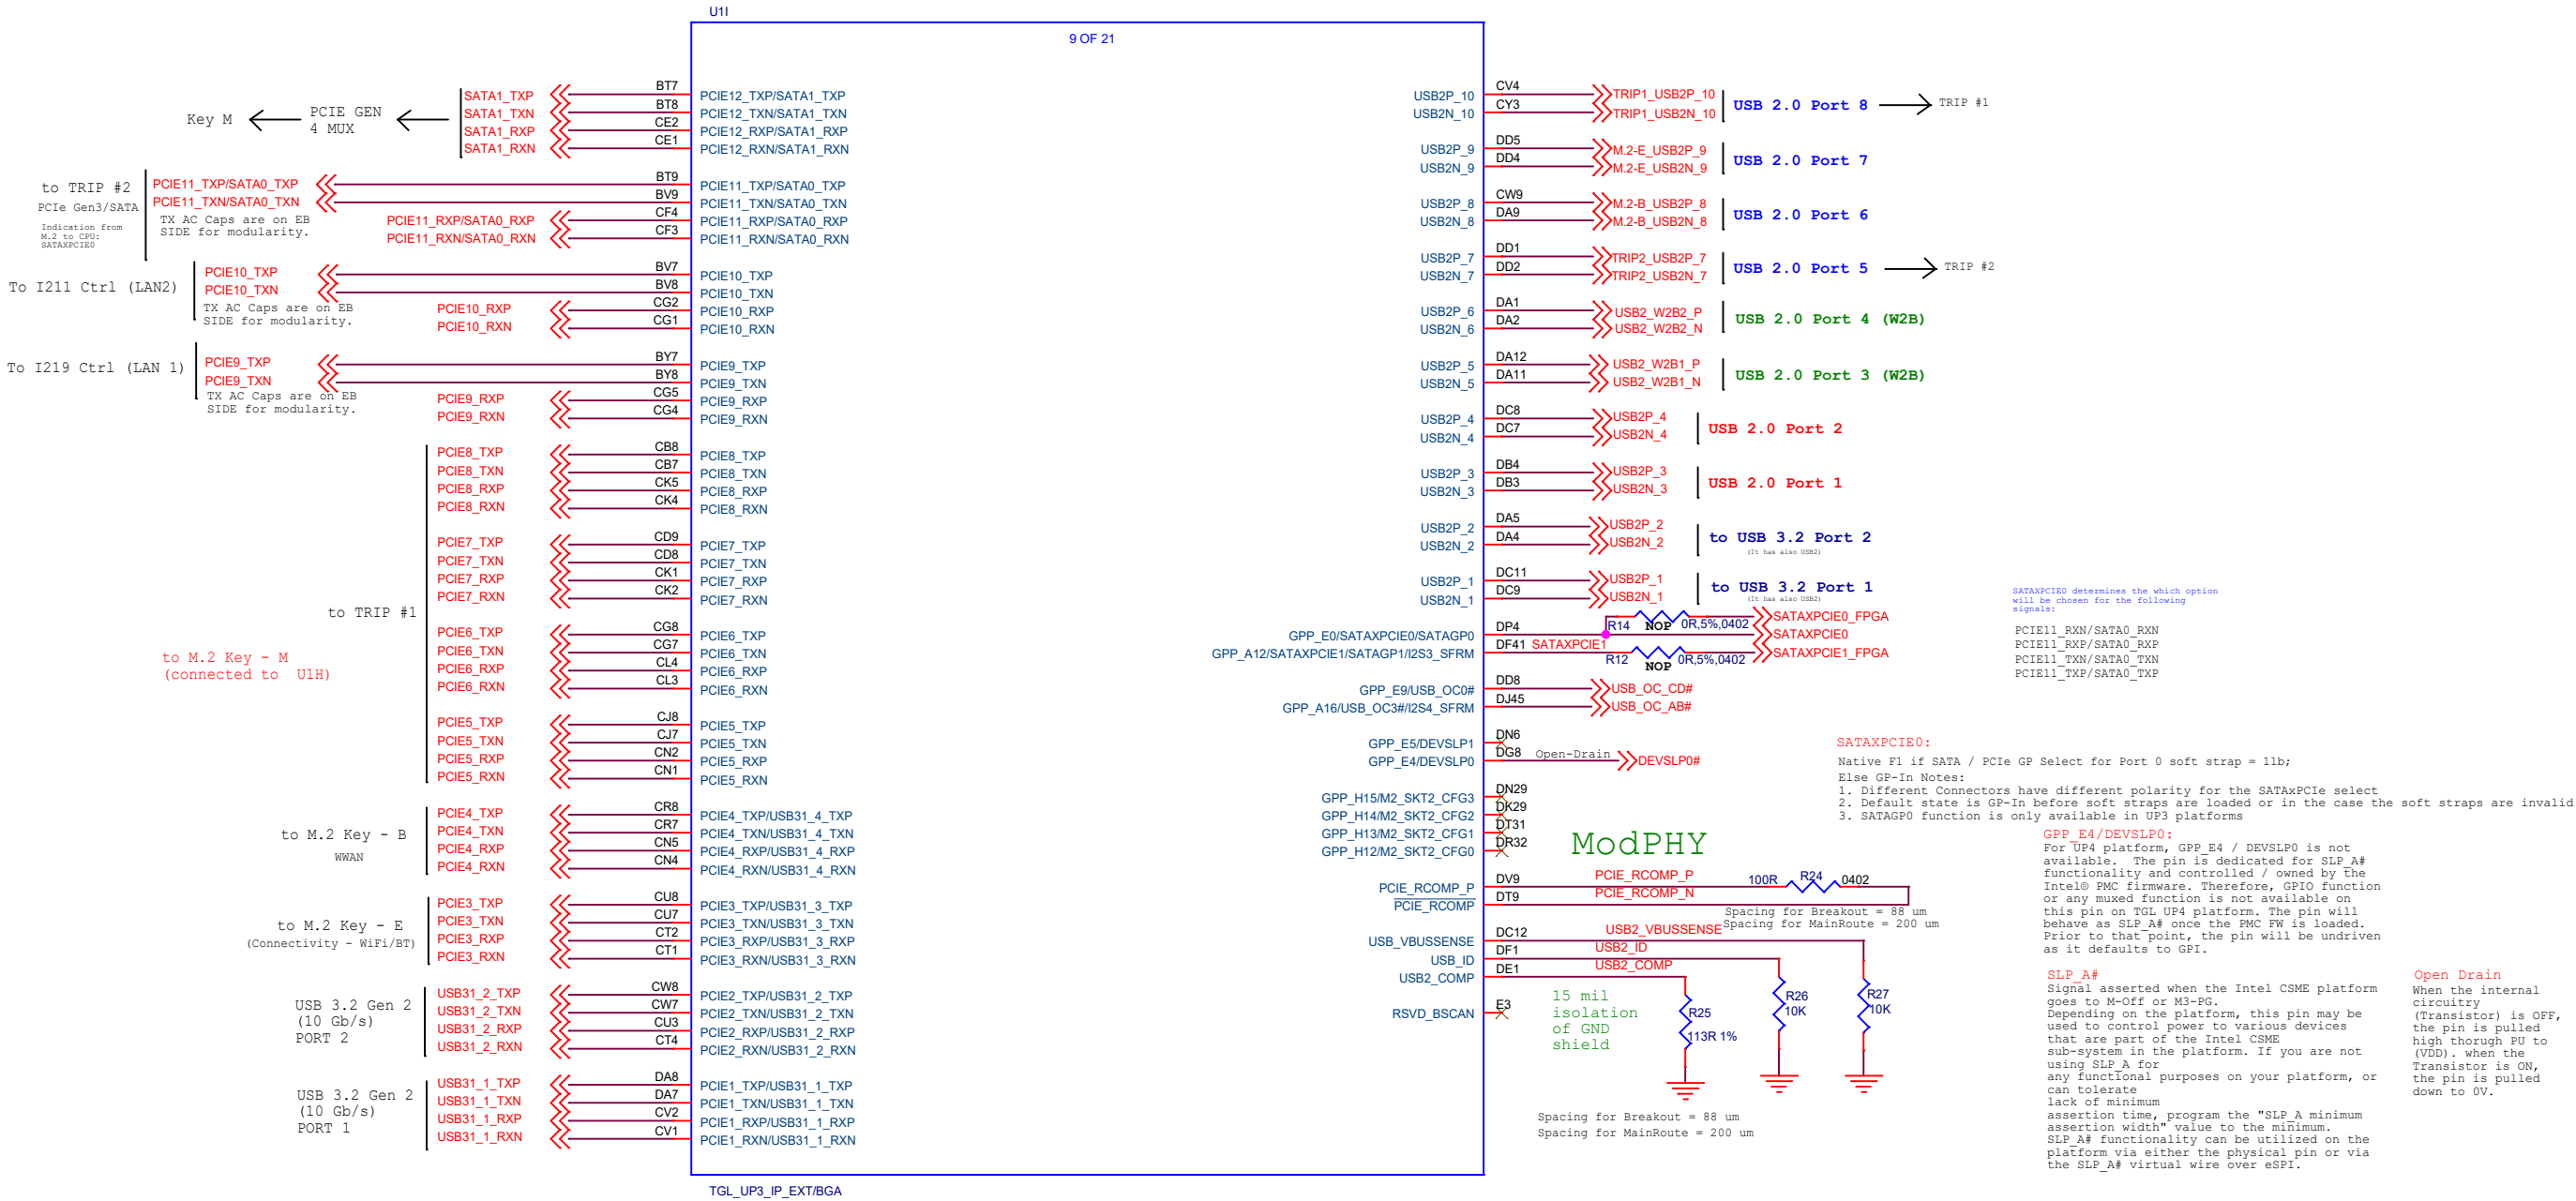 U1I
9 OF 21
Key M
PCIE GEN
4 MUX
SATA1_TXP
SATA1_TXN
SATA1_RXP
SATA1_RXN
BT7
BT8
CE2
CE1
PCIE12_TXP/SATA1_TXP
PCIE12_TXN/SATA1_TXN
PCIE12_RXP/SATA1_RXP
PCIE12_RXN/SATA1_RXN
to TRIP #2
PCIe Gen3/SATA
Indication from
M.2 to CPU:
SATAXPCIE0
PCIE11_TXP/SATA0_TXP
PCIE11_TXN/SATA0_TXN
TX AC Caps are on EB
SIDE for modularity.
PCIE11_RXP/SATA0_RXP
PCIE11_RXN/SATA0_RXN
BT9
BV9
CF4
CF3
PCIE11_TXP/SATA0_TXP
PCIE11_TXN/SATA0_TXN
PCIE11_RXP/SATA0_RXP
PCIE11_RXN/SATA0_RXN
To I211 Ctrl (LAN2)
PCIE10_TXP
PCIE10_TXN
TX AC Caps are on EB
SIDE for modularity.
PCIE10_RXP
PCIE10_RXN
BV7
BV8
CG2
CG1
PCIE10_TXP
PCIE10_TXN
PCIE10_RXP
PCIE10_RXN
To I219 Ctrl (LAN 1)
PCIE9_TXP
PCIE9_TXN
TX AC Caps are on EB
SIDE for modularity.
PCIE9_RXP
PCIE9_RXN
BY7
BY8
CG5
CG4
PCIE9_TXP
PCIE9_TXN
PCIE9_RXP
PCIE9_RXN
to TRIP #1
to M.2 Key - M
(connected to U1H)
PCIE8_TXP
PCIE8_TXN
PCIE8_RXP
PCIE8_RXN
CB8
CB7
CK5
CK4
PCIE8_TXP
PCIE8_TXN
PCIE8_RXP
PCIE8_RXN
PCIE7_TXP
PCIE7_TXN
PCIE7_RXP
PCIE7_RXN
CD9
CD8
CK1
CK2
PCIE7_TXP
PCIE7_TXN
PCIE7_RXP
PCIE7_RXN
PCIE6_TXP
PCIE6_TXN
PCIE6_RXP
PCIE6_RXN
CG8
CG7
CL4
CL3
PCIE6_TXP
PCIE6_TXN
PCIE6_RXP
PCIE6_RXN
PCIE5_TXP
PCIE5_TXN
PCIE5_RXP
PCIE5_RXN
CJ8
CJ7
CN2
CN1
PCIE5_TXP
PCIE5_TXN
PCIE5_RXP
PCIE5_RXN
to M.2 Key - B
WWAN
PCIE4_TXP
PCIE4_TXN
PCIE4_RXP
PCIE4_RXN
CR8
CR7
CN5
CN4
PCIE4_TXP/USB31_4_TXP
PCIE4_TXN/USB31_4_TXN
PCIE4_RXP/USB31_4_RXP
PCIE4_RXN/USB31_4_RXN
to M.2 Key - E
(Connectivity - WiFi/BT)
PCIE3_TXP
PCIE3_TXN
PCIE3_RXP
PCIE3_RXN
CU8
CU7
CT2
CT1
PCIE3_TXP/USB31_3_TXP
PCIE3_TXN/USB31_3_TXN
PCIE3_RXP/USB31_3_RXP
PCIE3_RXN/USB31_3_RXN
USB 3.2 Gen 2
(10 Gb/s)
PORT 2
USB31_2_TXP
USB31_2_TXN
USB31_2_RXP
USB31_2_RXN
CW8
CW7
CU3
CT4
PCIE2_TXP/USB31_2_TXP
PCIE2_TXN/USB31_2_TXN
PCIE2_RXP/USB31_2_RXP
PCIE2_RXN/USB31_2_RXN
USB 3.2 Gen 2
(10 Gb/s)
PORT 1
USB31_1_TXP
USB31_1_TXN
USB31_1_RXP
USB31_1_RXN
DA8
DA7
CV2
CV1
PCIE1_TXP/USB31_1_TXP
PCIE1_TXN/USB31_1_TXN
PCIE1_RXP/USB31_1_RXP
PCIE1_RXN/USB31_1_RXN
TGL_UP3_IP_EXT/BGA
USB2P_10
USB2N_10
CV4
CY3
TRIP1_USB2P_10
TRIP1_USB2N_10
USB 2.0 Port 8
TRIP #1
USB2P_9
USB2N_9
DD5
DD4
M.2-E_USB2P_9
M.2-E_USB2N_9
USB 2.0 Port 7
USB2P_8
USB2N_8
CW9
DA9
M.2-B_USB2P_8
M.2-B_USB2N_8
USB 2.0 Port 6
USB2P_7
USB2N_7
DD1
DD2
TRIP2_USB2P_7
TRIP2_USB2N_7
USB 2.0 Port 5
TRIP #2
USB2P_6
USB2N_6
DA1
DA2
USB2_W2B2_P
USB2_W2B2_N
USB 2.0 Port 4 (W2B)
USB2P_5
USB2N_5
DA12
DA11
USB2_W2B1_P
USB2_W2B1_N
USB 2.0 Port 3 (W2B)
USB2P_4
USB2N_4
DC8
DC7
USB2P_4
USB2N_4
USB 2.0 Port 2
USB2P_3
USB2N_3
DB4
DB3
USB2P_3
USB2N_3
USB 2.0 Port 1
USB2P_2
USB2N_2
DA5
DA4
USB2P_2
USB2N_2
to USB 3.2 Port 2
(It has also USB2)
USB2P_1
USB2N_1
DC11
DC9
USB2P_1
USB2N_1
to USB 3.2 Port 1
(It has also USB2)
GPP_E0/SATAXPCIE0/SATAGP0
GPP_A12/SATAXPCIE1/SATAGP1/I2S3_SFRM
DP4
DF41
SATAXPCIE1
R14
NOP
0R,5%,0402
R12
NOP
0R,5%,0402
SATAXPCIE0_FPGA
SATAXPCIE0
SATAXPCIE1_FPGA
SATAXPCIE0 determines the which option
will be chosen for the following
signals:
PCIE11_RXN/SATA0_RXN
PCIE11_RXP/SATA0_RXP
PCIE11_TXN/SATA0_TXN
PCIE11_TXP/SATA0_TXP
GPP_E9/USB_OC0#
GPP_A16/USB_OC3#/I2S4_SFRM
DD8
DJ45
USB_OC_CD#
USB_OC_AB#
GPP_E5/DEVSLP1
GPP_E4/DEVSLP0
DN6
DG8
Open-Drain
DEVSLP0#
GPP_H15/M2_SKT2_CFG3
GPP_H14/M2_SKT2_CFG2
GPP_H13/M2_SKT2_CFG1
GPP_H12/M2_SKT2_CFG0
DN29
DK29
DT31
DR32
ModPHY
PCIE_RCOMP_P
PCIE_RCOMP
DV9
DT9
PCIE_RCOMP_P
PCIE_RCOMP_N
100R
R24
0402
Spacing for Breakout = 88 um
Spacing for MainRoute = 200 um
USB_VBUSSENSE
USB_ID
USB2_COMP
DC12
DF1
DE1
USB2_VBUSSENSE
USB2_ID
USB2_COMP
RSVD_BSCAN
E3
15 mil
isolation
of GND
shield
R25
113R 1%
R26
10K
R27
10K
Spacing for Breakout = 88 um
Spacing for MainRoute = 200 um
SATAXPCIE0:
Native F1 if SATA / PCIe GP Select for Port 0 soft strap = 11b;
Else GP-In Notes:
1. Different Connectors have different polarity for the SATAxPCIe select
2. Default state is GP-In before soft straps are loaded or in the case the soft straps are invalid
3. SATAGP0 function is only available in UP3 platforms
GPP_E4/DEVSLP0:
For UP4 platform, GPP_E4 / DEVSLP0 is not
available. The pin is dedicated for SLP_A#
functionality and controlled / owned by the
Intel® PMC firmware. Therefore, GPIO function
or any muxed function is not available on
this pin on TGL UP4 platform. The pin will
behave as SLP_A# once the PMC FW is loaded.
Prior to that point, the pin will be undriven
as it defaults to GPI.
SLP_A#
Signal asserted when the Intel CSME platform
goes to M-Off or M3-PG.
Depending on the platform, this pin may be
used to control power to various devices
that are part of the Intel CSME
sub-system in the platform. If you are not
using SLP_A for
any functional purposes on your platform, or
can tolerate
lack of minimum
assertion time, program the "SLP_A minimum
assertion width" value to the minimum.
SLP_A# functionality can be utilized on the
platform via either the physical pin or via
the SLP_A# virtual wire over eSPI.
Open Drain
When the internal
circuitry
(Transistor) is OFF,
the pin is pulled
high thorugh PU to
(VDD). when the
Transistor is ON,
the pin is pulled
down to 0V.